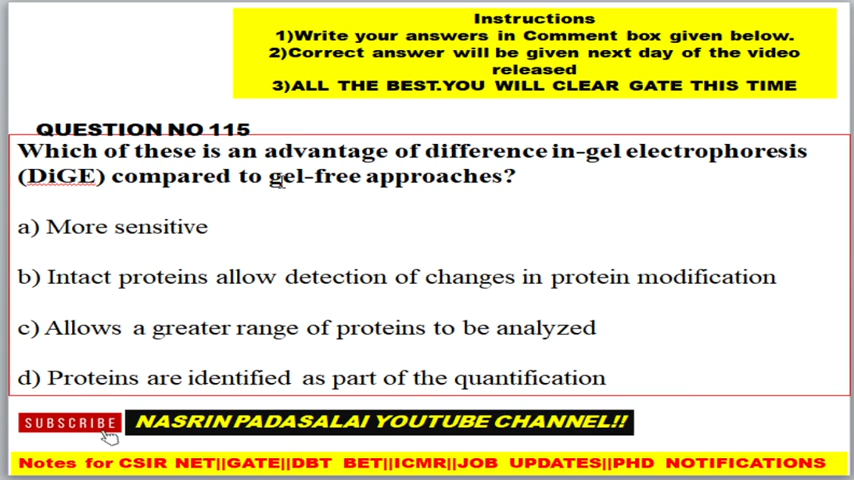 Instructions
1)Write your answers in Comment box given below.
2)Correct answer will be given next day of the video
released
3)ALL THE BEST.YOU WILL CLEAR GATE THIS TIME
QUESTION NO 115
Which of these is an advantage of difference in-gel electrophoresis
(DiGE) compared to gel-free approaches?
a) More sensitive
b) Intact proteins allow detection of changes in protein modification
c) Allows a greater range of proteins to be analyzed
d) Proteins are identified as part of the quantification
SUBSCRIBE
NASRIN PADASALAI YOUTUBE CHANNEL!!
Notes for CSIR NET||GATE||DBT BET||ICMR||JOB UPDATES||PHD NOTIFICATIONS